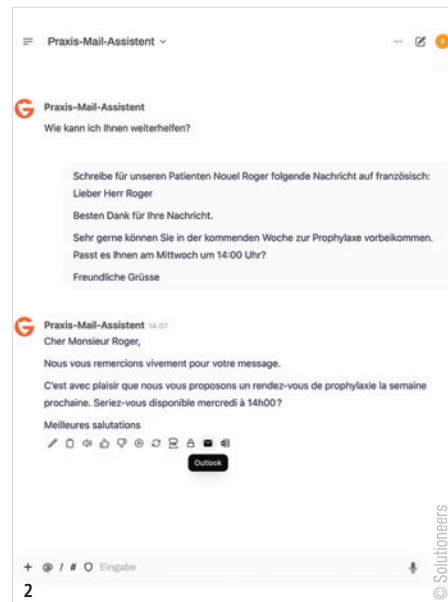 Praxis-Mail-Assistent
Praxis-Mail-Assistent
Wie kann ich Ihnen weiterhelfen?
Schreibe für unseren Patienten Nouel Roger folgende Nachricht auf französisch:
Lieber Herr Roger
Besten Dank für Ihre Nachricht.
Sehr gerne können Sie in der kommenden Woche zur Prophylaxe vorbeikommen.
Passt es Ihnen am Mittwoch um 14:00 Uhr?
Freundliche Grüsse
Praxis-Mail-Assistent 14:07
Cher Monsieur Roger,
Nous vous remercions vivement pour votre message.
C'est avec plaisir que nous vous proposons un rendez-vous de prophylaxie la semaine
prochaine. Seriez-vous disponible mercredi à 14h00?
Meilleures salutations
Outlook
+ @ / # Eingabe
2
© Solutioneers